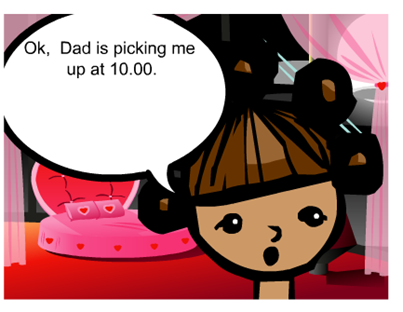 Ok,  Dad is picking me
up at 10.00.